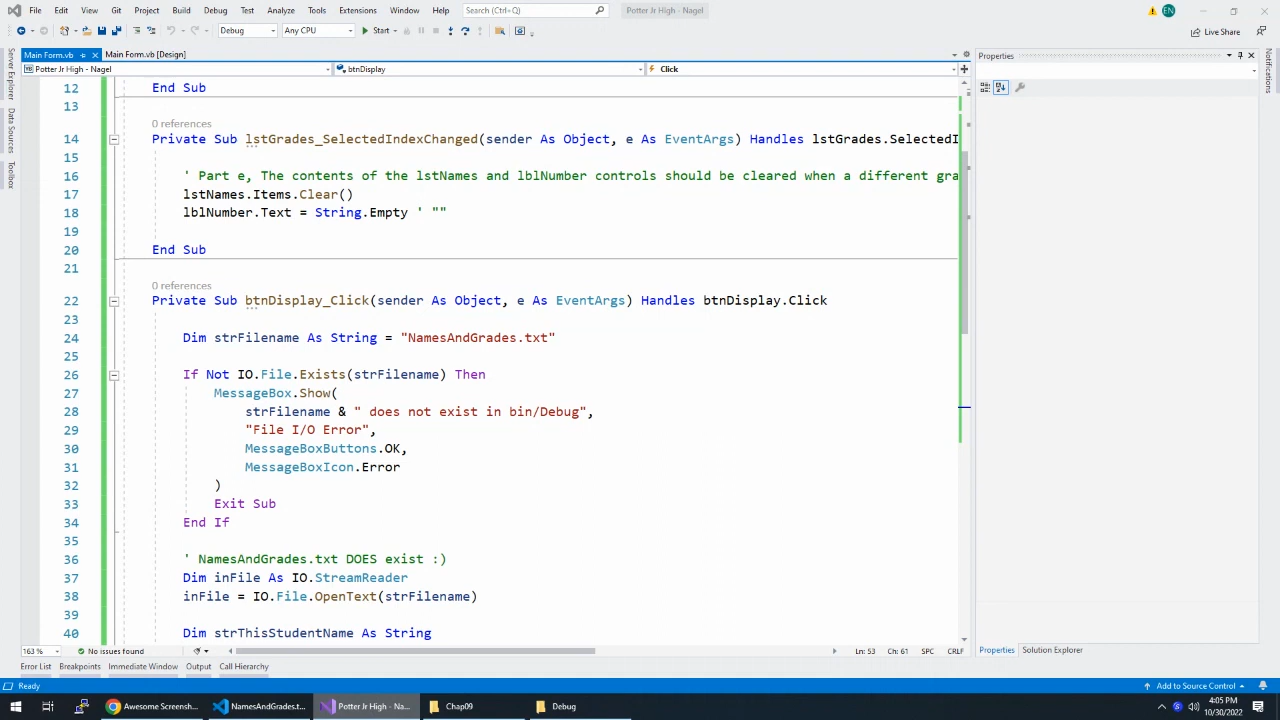 File Edit View Git Project Build Debug Test Analyze Tools Extensions Window Help Search (Ctrl+Q) Potter Jr High - Nagel EN
Debug Any CPU Start Live Share
Main Form.vb Main Form.vb [Design] Properties
Potter Jr High - Nagel btnDisplay Click
Server Explorer
Data Sources
Toolbox
Notifications
12 End Sub
13
0 references
14 Private Sub lstGrades_SelectedIndexChanged(sender As Object, e As EventArgs) Handles lstGrades.SelectedI
15
16 ' Part e, The contents of the lstNames and lblNumber controls should be cleared when a different gra
17 lstNames.Items.Clear()
18 lblNumber.Text = String.Empty ' ""
19
20 End Sub
21
0 references
22 Private Sub btnDisplay_Click(sender As Object, e As EventArgs) Handles btnDisplay.Click
23
24 Dim strFilename As String = "NamesAndGrades.txt"
25
26 If Not IO.File.Exists(strFilename) Then
27 MessageBox.Show(
28 strFilename & " does not exist in bin/Debug",
29 "File I/O Error",
30 MessageBoxButtons.OK,
31 MessageBoxIcon.Error
32 )
33 Exit Sub
34 End If
35
36 ' NamesAndGrades.txt DOES exist :)
37 Dim inFile As IO.StreamReader
38 inFile = IO.File.OpenText(strFilename)
39
40 Dim strThisStudentName As String
163 % No issues found Ln: 53 Ch: 61 SPC CRLF Properties Solution Explorer
Error List Breakpoints Immediate Window Output Call Hierarchy
Ready Add to Source Control
Awesome Screensh... NamesAndGrades.t... Potter Jr High - Na... Chap09 Debug 4:05 PM
10/30/2022